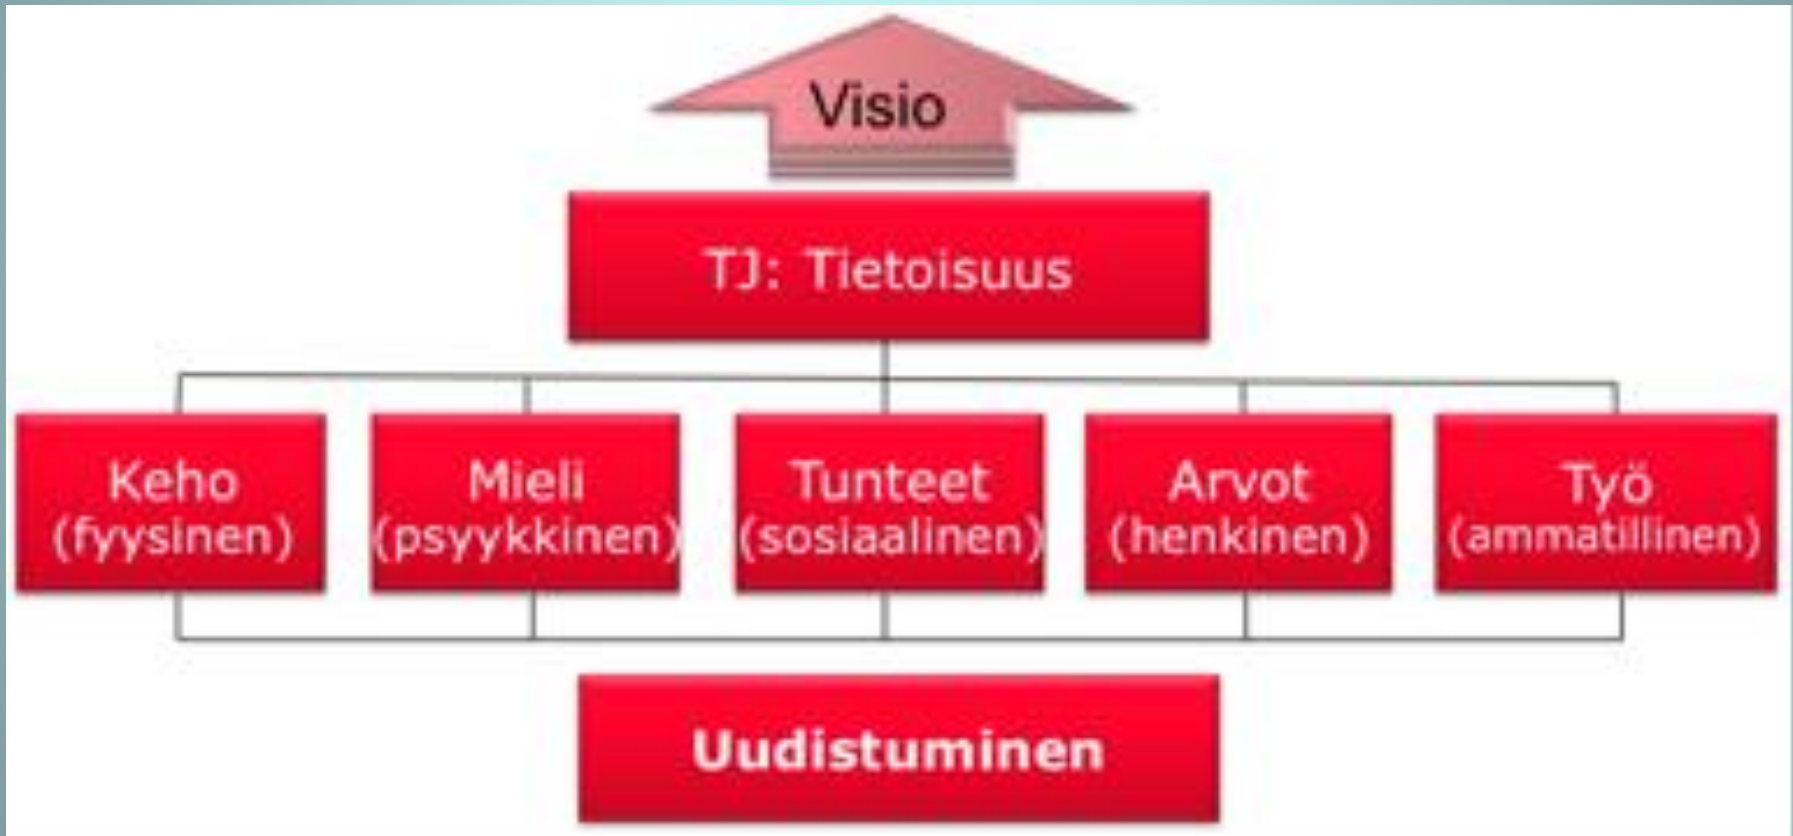 Visio
TJ: Tietoisuus
Keho
(fyysinen)
Mieli
(psyykkinen)
Tunteet
(sosiaalinen)
Arvot
(henkinen)
Työ
(ammatillinen)
Uudistuminen